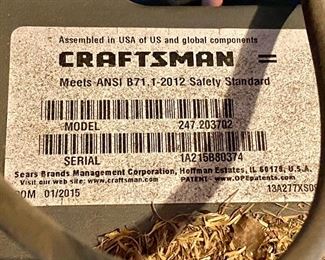 Assembled in USA of US and global components
CRAFTSMAN
Meets ANSI B71.1-2012 Safety Standard
MODEL 247.203702
SERIAL 1A215B80374
Sears Brands Management Corporation, Hoffman Estates, IL 60179, U.S.A.
Visit our web site: www.craftsman.com PATENT - www.OPEpatents.com
DOM 01/2015 13A277XS0